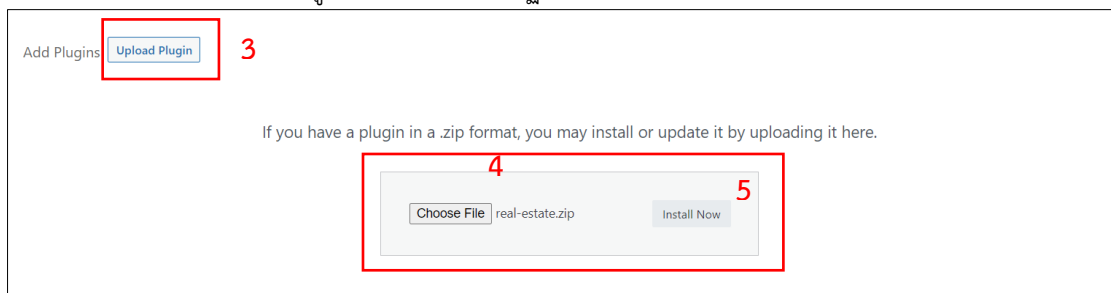 Add Plugins Upload Plugin 3
If you have a plugin in a .zip format, you may install or update it by uploading it here.
4
5
Choose File real-estate.zip Install Now